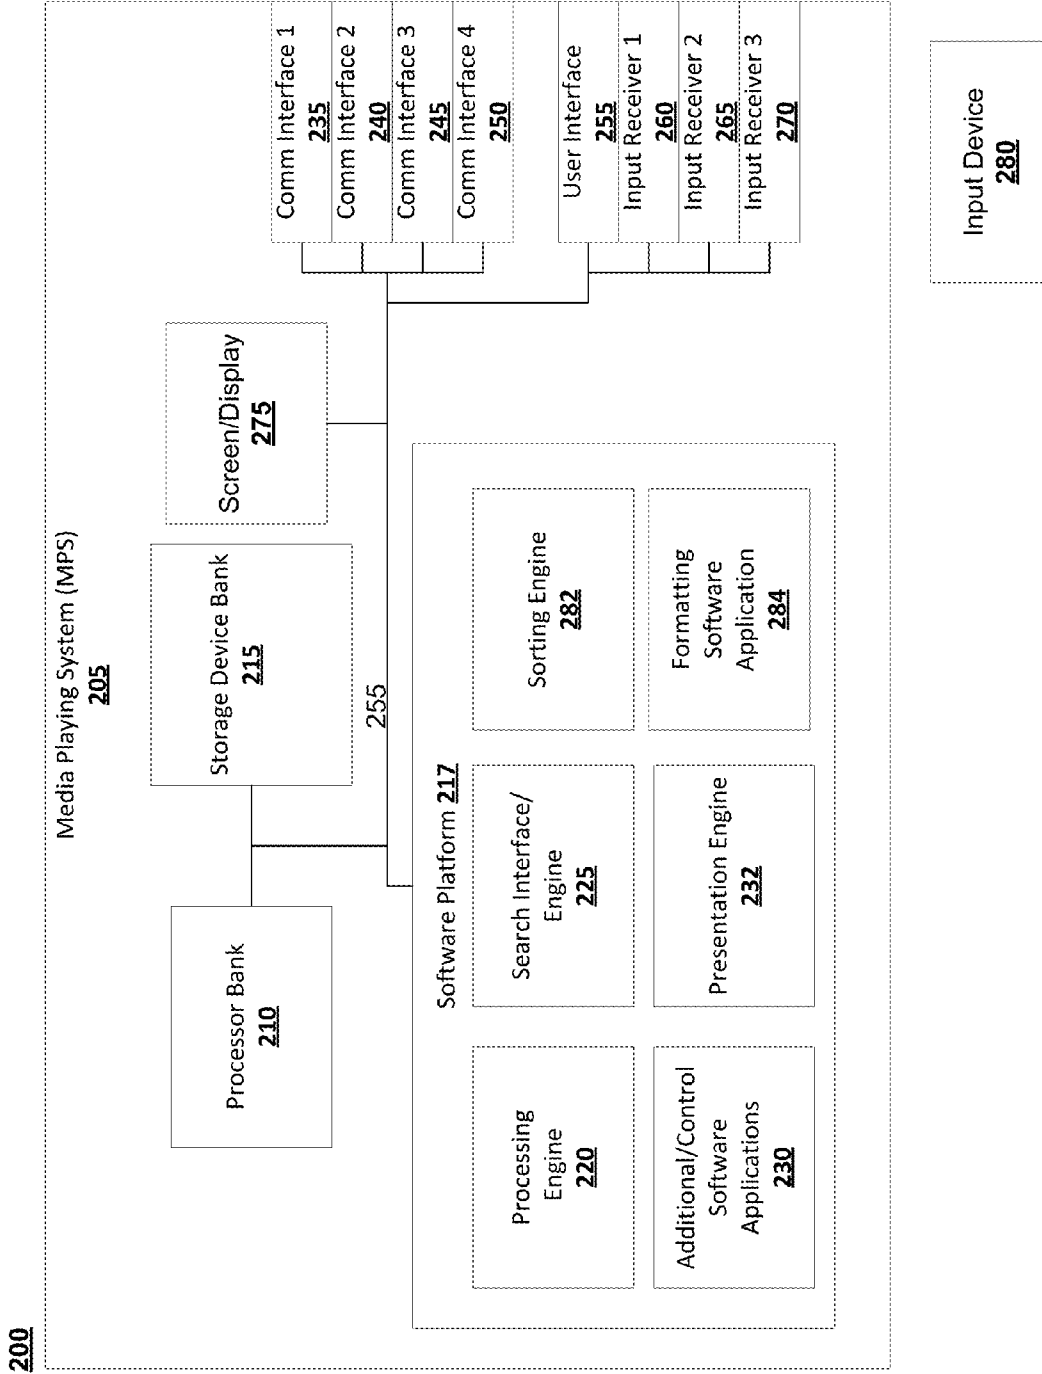 200
Media Playing System (MPS)
205
Processor Bank
210
Storage Device Bank
215
Screen/Display
275
255
Comm Interface 1
235
Comm Interface 2
240
Comm Interface 3
245
Comm Interface 4
250
User Interface
255
Input Receiver 1
260
Input Receiver 2
265
Input Receiver 3
270
Software Platform 217
Processing
Engine
220
Search Interface/
Engine
225
Sorting Engine
282
Additional/Control
Software
Applications
230
Presentation Engine
232
Formatting
Software
Application
284
Input Device
280